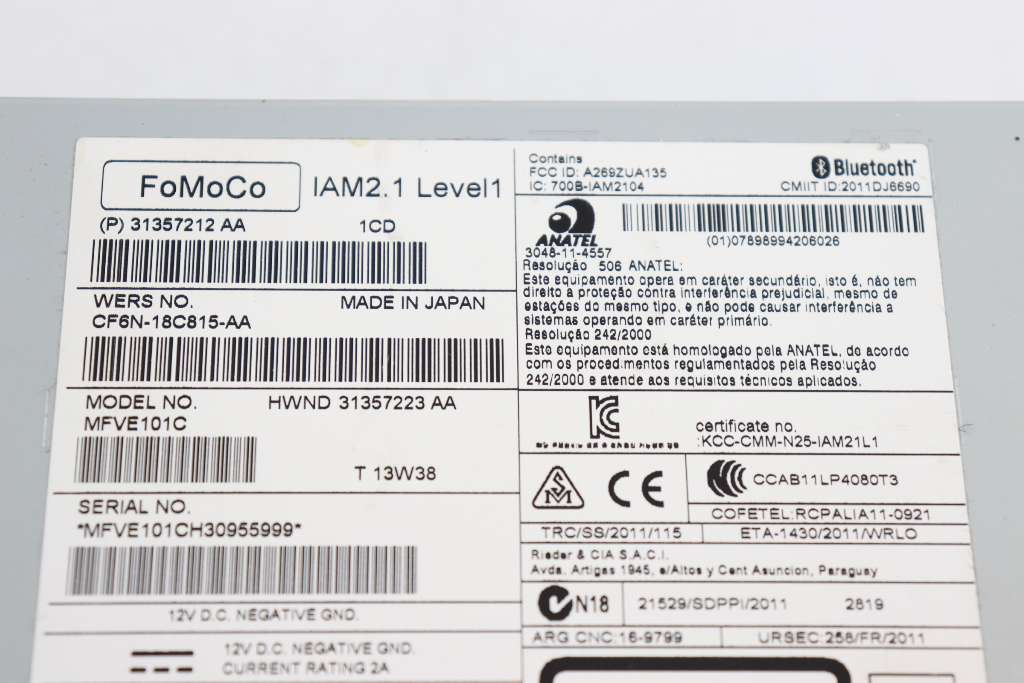 FoMoCo IAM2.1 Level1
(P) 31357212 AA 1CD
WERS NO. MADE IN JAPAN
CF6N-18C815-AA
MODEL NO. HWND 31357223 AA
MFVE101C
T 13W38
SERIAL NO.
*MFVE101CH30955999*
12V D.C. NEGATIVE GND.
12V D.C. NEGATIVE GND.
CURRENT RATING 2A
Contains
FCC ID: A269ZUA135
IC: 700B-IAM2104
Bluetooth
CMIIT ID:2011DJ6690
ANATEL
3048-11-4557
(01)07898994206026
Resolução 506 ANATEL:
Este equipamento opera em caráter secundário, isto é, não tem
direito a proteção contra interferência prejudicial, mesmo de
estações do mesmo tipo, e não pode causar interferência a
sistemas operando em caráter primário.
Resolução 242/2000
Este equipamento está homologado pela ANATEL, de acordo
com os procedimentos regulamentados pela Resolução
242/2000 e atende aos requisitos técnicos aplicados.
certificate no.
:KCC-CMM-N25-IAM21L1
SMV CE
CCAB11LP4080T3
COFETEL:RCPALIA11-0921
TRC/SS/2011/115 ETA-1430/2011/WRLO
Rieder & CIA S.A.C.I.
Avda. Artigas 1945, e/Altos y Cent Asuncion, Paraguay
N18 21529/SDPPI/2011 2819
ARG CNC:16-9799 URSEC:258/FR/2011